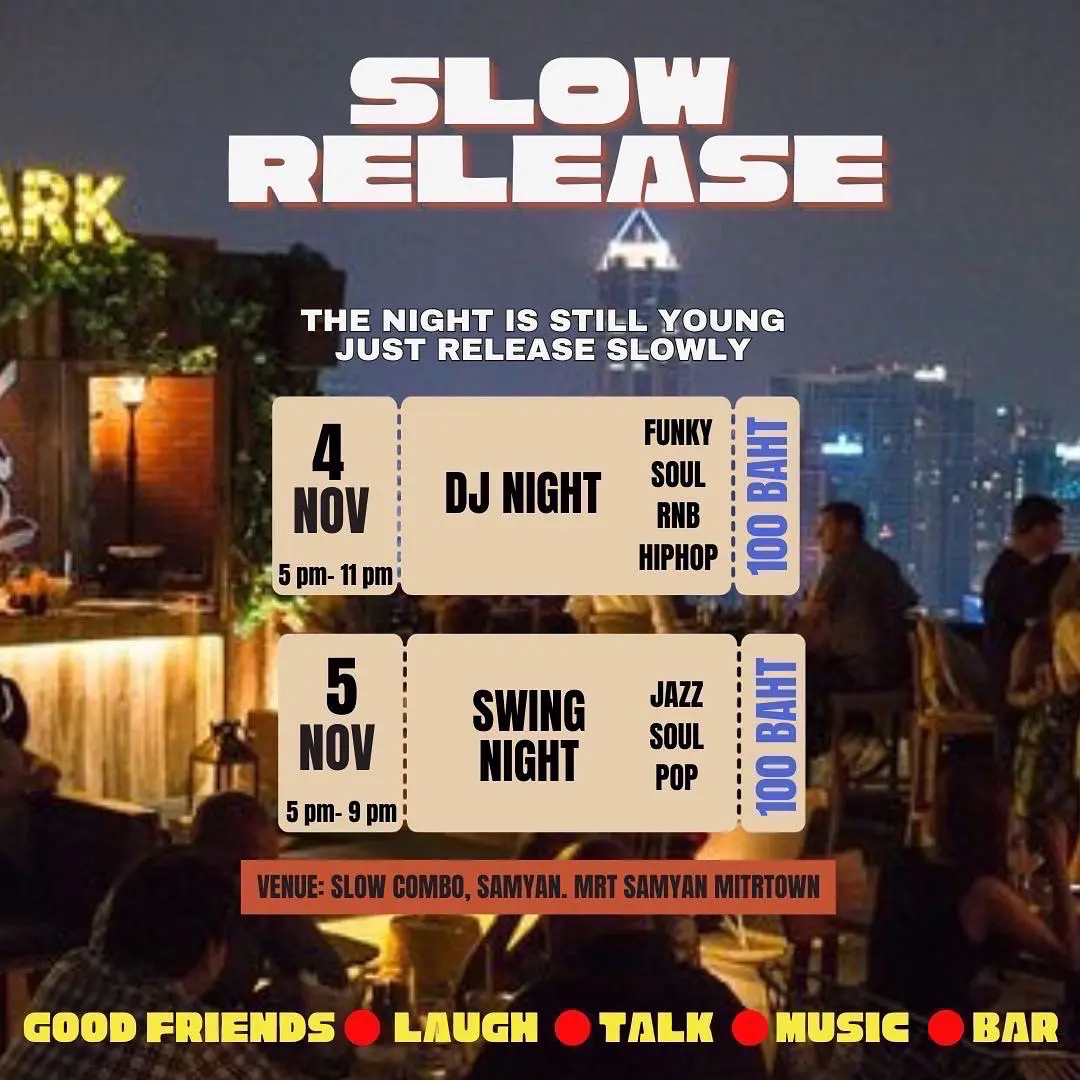 SLOW
RELEASE
ARK
THE NIGHT IS STILL YOUNG
JUST RELEASE SLOWLY
4
NOV
5 pm- 11 pm
DJ NIGHT
FUNKY
SOUL
RNB
HIPHOP
100 BAHT
5
NOV
5 pm- 9 pm
SWING
NIGHT
JAZZ
SOUL
POP
100 BAHT
VENUE: SLOW COMBO, SAMYAN. MRT SAMYAN MITRTOWN
GOOD FRIENDS ● LAUGH ● TALK ● MUSIC ● BAR